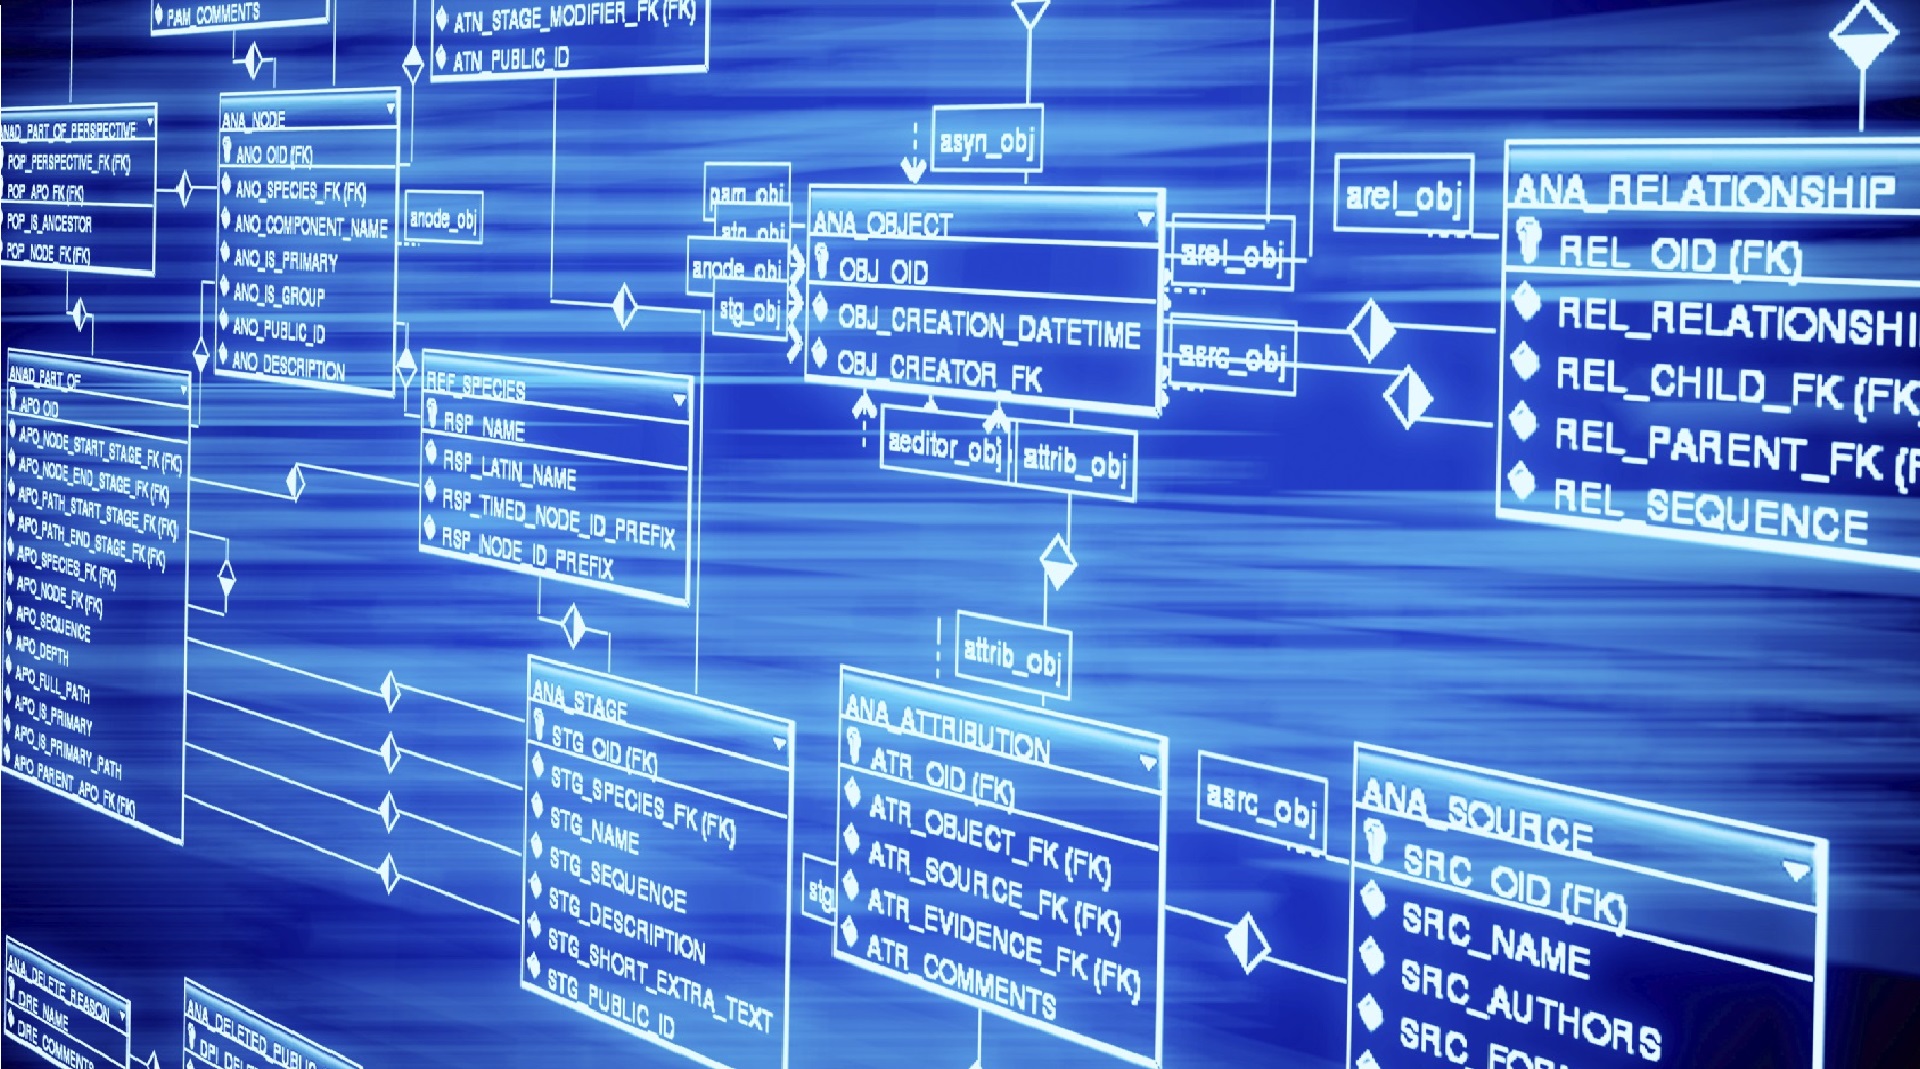 PAM_COMMENTS
ATN_STAGE_MODIFIER_FK (FK)
ATN_PUBLIC_ID
ANAD_PART_OF_PERSPECTIVE
POP_PERSPECTIVE_FK (FK)
POP_APO_FK (FK)
POP_IS_ANCESTOR
POP_NODE_FK (FK)
ANA_NODE
ANO_OID (FK)
ANO_SPECIES_FK (FK)
ANO_COMPONENT_NAME
ANO_IS_PRIMARY
ANO_IS_GROUP
ANO_PUBLIC_ID
ANO_DESCRIPTION
anode_obj
asyn_obj
pam_obj
stn_obj
anode_obj
stg_obj
ANA_OBJECT
OBJ_OID
OBJ_CREATION_DATETIME
OBJ_CREATOR_FK
arel_obj
asrc_obj
arel_obj
ANA_RELATIONSHIP
REL_OID (FK)
REL_RELATIONSHI
REL_CHILD_FK (FK
REL_PARENT_FK (F
REL_SEQUENCE
aeditor_obj
attrib_obj
ANAD_PART_OF
APO_OID
APO_NODE_START_STAGE_FK (FK)
APO_NODE_END_STAGE_FK (FK)
APO_PATH_START_STAGE_FK (FK)
APO_PATH_END_STAGE_FK (FK)
APO_SPECIES_FK (FK)
APO_NODE_FK (FK)
APO_SEQUENCE
APO_DEPTH
APO_FULL_PATH
APO_IS_PRIMARY
APO_IS_PRIMARY_PATH
APO_PARENT_APO_FK (FK)
REF_SPECIES
RSP_NAME
RSP_LATIN_NAME
RSP_TIMED_NODE_ID_PREFIX
RSP_NODE_ID_PREFIX
attrib_obj
ANA_STAGE
STG_OID (FK)
STG_SPECIES_FK (FK)
STG_NAME
STG_SEQUENCE
STG_DESCRIPTION
STG_SHORT_EXTRA_TEXT
STG_PUBLIC_ID
stg
ANA_ATTRIBUTION
ATR_OID (FK)
ATR_OBJECT_FK (FK)
ATR_SOURCE_FK (FK)
ATR_EVIDENCE_FK (FK)
ATR_COMMENTS
asrc_obj
ANA_SOURCE
SRC_OID (FK)
SRC_NAME
SRC_AUTHORS
SRC_FOR
ANA_DELETE_REASON
DRE_NAME
DRE_COMMENTS
ANA_DELETED_PUBLIC
DPI_DEL